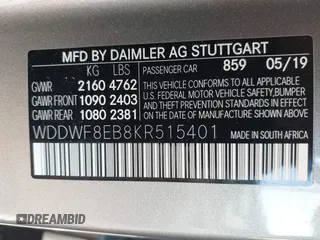 MFD BY DAIMLER AG STUTTGART
KG LBS PASSENGER CAR 859 05/19
GVWR 2160 4762
GAWR FRONT 1090 2403
GAWR REAR 1080 2381
THIS VEHICLE CONFORMS TO ALL
APPLICABLE U.S. FEDERAL
MOTOR VEHICLE SAFETY, BUMPER,
AND THEFT PREVENTION STANDARDS
IN EFFECT ON THE DATE OF
MANUFACTURE SHOWN ABOVE
WDDWF8EB8KR515401
MADE IN SOUTH AFRICA
DREAMBID